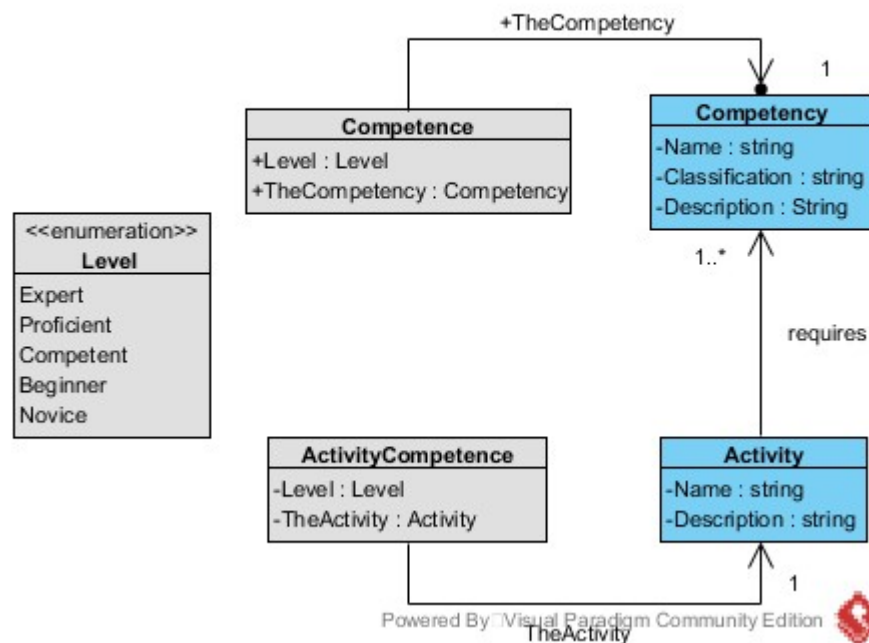 +TheCompetency
1
Competence
+Level : Level
+TheCompetency : Competency
Competency
-Name : string
-Classification : string
-Description : String
<<enumeration>>
Level
Expert
Proficient
Competent
Beginner
Novice
1..*
requires
ActivityCompetence
-Level : Level
-TheActivity : Activity
Activity
-Name : string
-Description : string
1
Powered By Visual Paradigm Community Edition
TheActivity